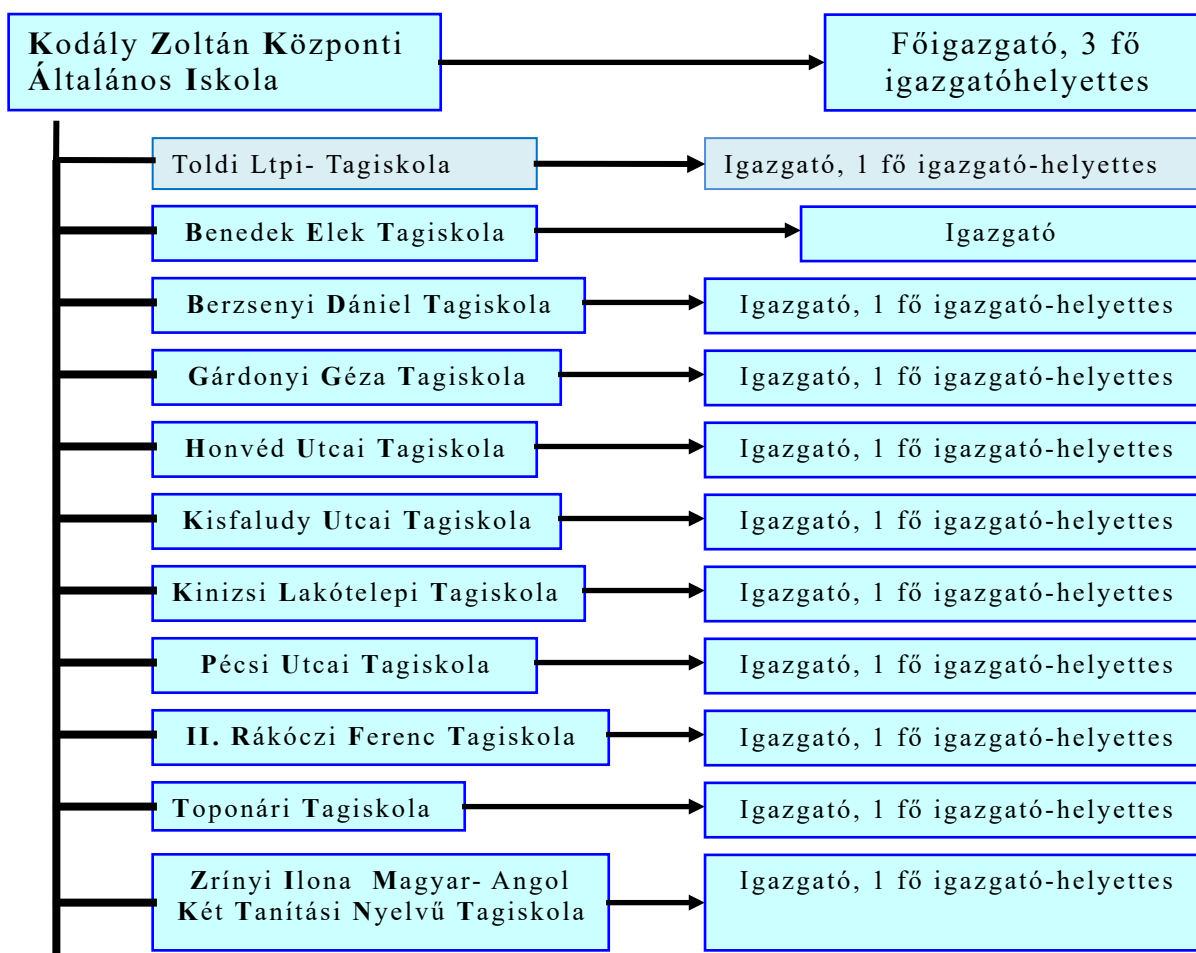 Kodály Zoltán Központi
Általános Iskola
Főigazgató, 3 fő
igazgatóhelyettes
Toldi Ltpi- Tagiskola
Igazgató, 1 fő igazgató-helyettes
Benedek Elek Tagiskola
Igazgató
Berzsenyi Dániel Tagiskola
Igazgató, 1 fő igazgató-helyettes
Gárdonyi Géza Tagiskola
Igazgató, 1 fő igazgató-helyettes
Honvéd Utcai Tagiskola
Igazgató, 1 fő igazgató-helyettes
Kisfaludy Utcai Tagiskola
Igazgató, 1 fő igazgató-helyettes
Kinizsi Lakótelepi Tagiskola
Igazgató, 1 fő igazgató-helyettes
Pécsi Utcai Tagiskola
Igazgató, 1 fő igazgató-helyettes
II. Rákóczi Ferenc Tagiskola
Igazgató, 1 fő igazgató-helyettes
Toponári Tagiskola
Igazgató, 1 fő igazgató-helyettes
Zrínyi Ilona Magyar- Angol
Két Tanítási Nyelvű Tagiskola
Igazgató, 1 fő igazgató-helyettes